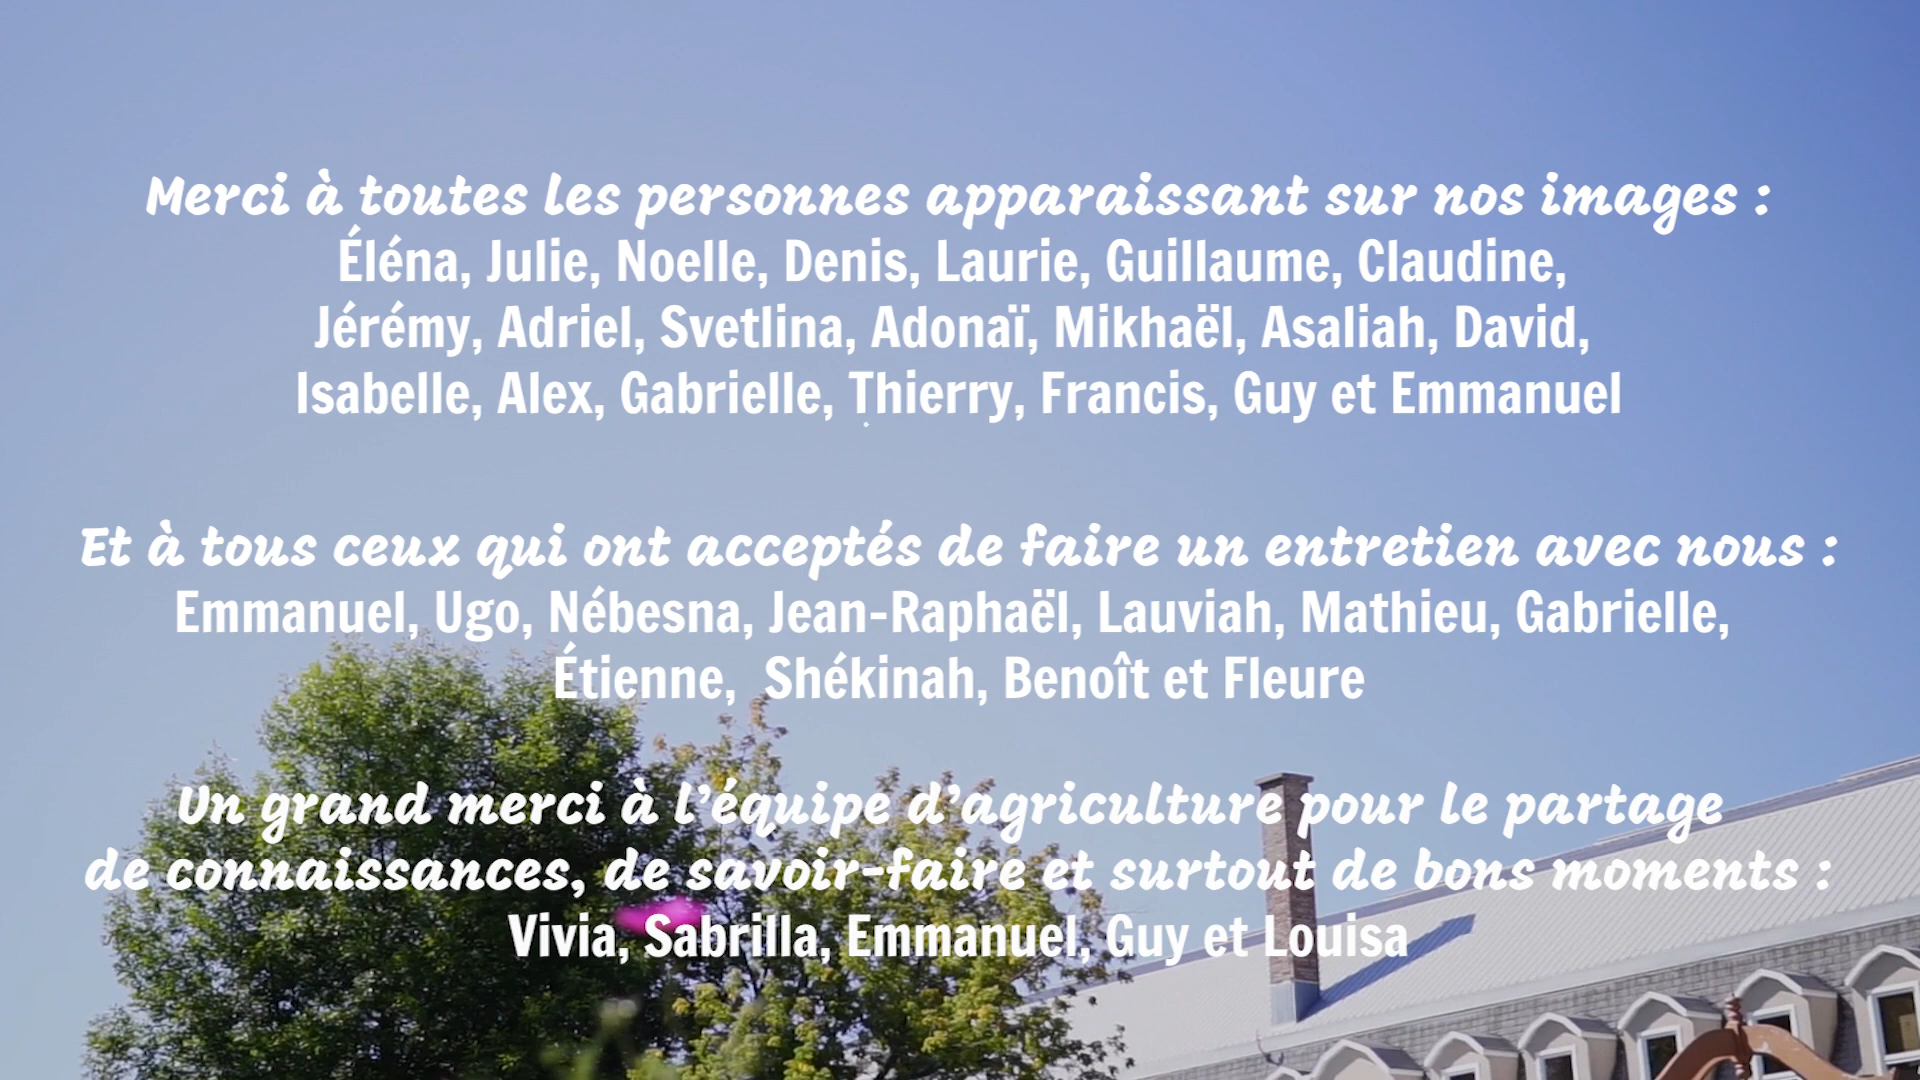 Merci à toutes les personnes apparaissant sur nos images :
Éléna, Julie, Noelle, Denis, Laurie, Guillaume, Claudine,
Jérémy, Adriel, Svetlina, Adonaï, Mikhaël, Asaliah, David,
Isabelle, Alex, Gabrielle, Thierry, Francis, Guy et Emmanuel
Et à tous ceux qui ont acceptés de faire un entretien avec nous :
Emmanuel, Ugo, Nébesna, Jean-Raphaël, Lauviah, Mathieu, Gabrielle,
Étienne, Shékinah, Benoît et Fleure
Un grand merci à l’équipe d’agriculture pour le partage
de connaissances, de savoir-faire et surtout de bons moments :
Vivia, Sabrilla, Emmanuel, Guy et Louisa